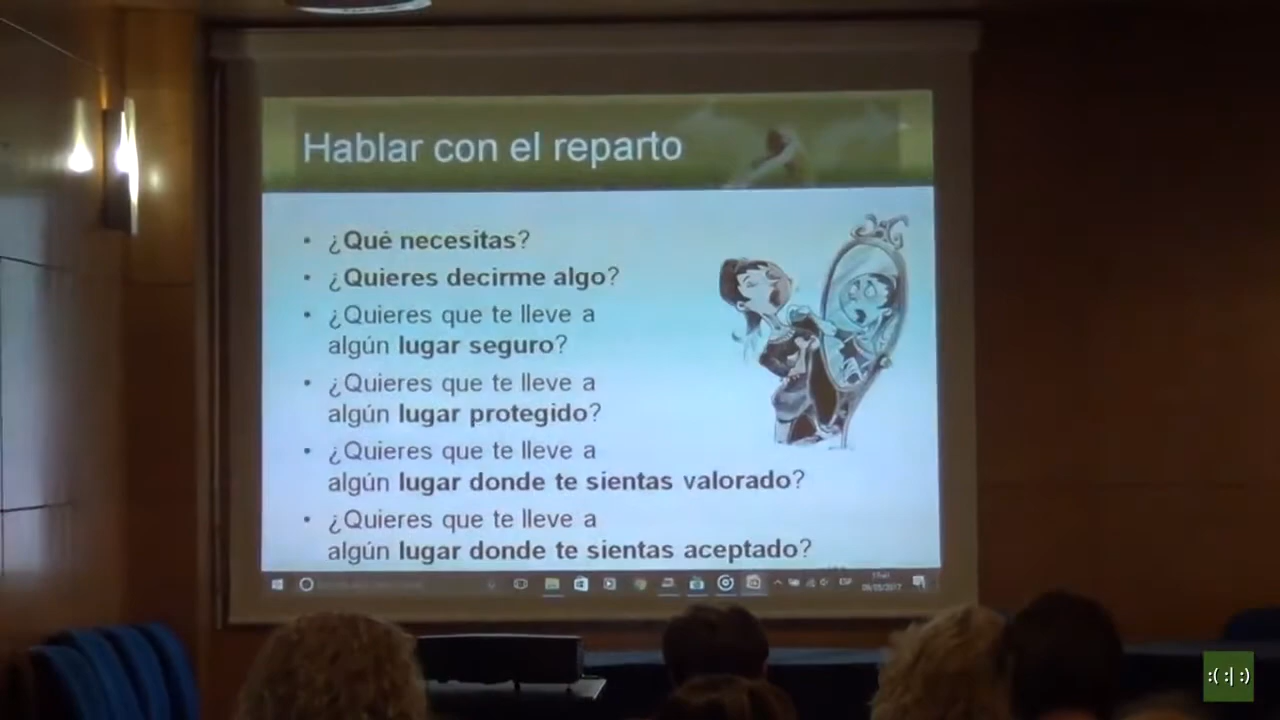 Hablar con el reparto
• ¿Qué necesitas?
• ¿Quieres decirme algo?
• ¿Quieres que te lleve a
algún lugar seguro?
• ¿Quieres que te lleve a
algún lugar protegido?
• ¿Quieres que te lleve a
algún lugar donde te sientas valorado?
• ¿Quieres que te lleve a
algún lugar donde te sientas aceptado?
ESP
:( :| :)